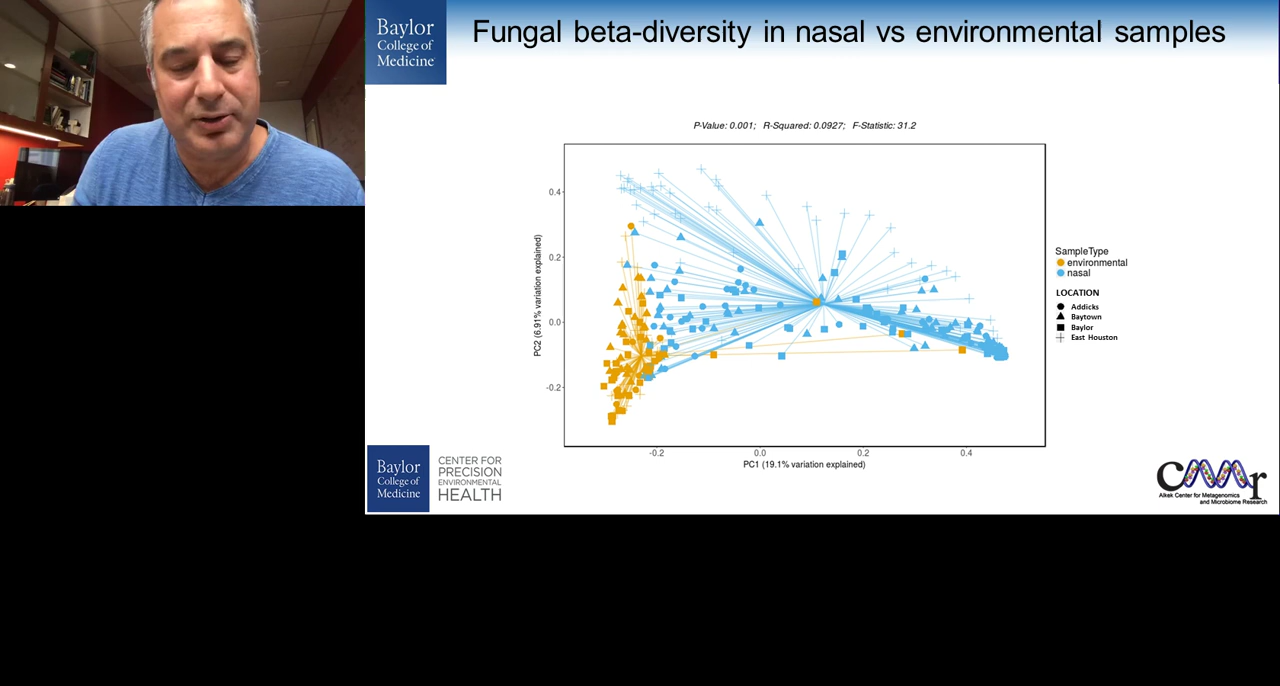 Baylor
College of
Medicine
Fungal beta-diversity in nasal vs environmental samples
P-Value: 0.001; R-Squared: 0.0927; F-Statistic: 31.2
PC2 (6.91% variation explained)
0.4
0.2
0.0
-0.2
-0.2
0.0
0.2
0.4
PC1 (19.1% variation explained)
SampleType
environmental
nasal
LOCATION
Addicks
Baytown
Baylor
East Houston
Baylor
College of
Medicine
CENTER FOR
PRECISION
ENVIRONMENTAL
HEALTH
CMMR
Alkek Center for Metagenomics
and Microbiome Research